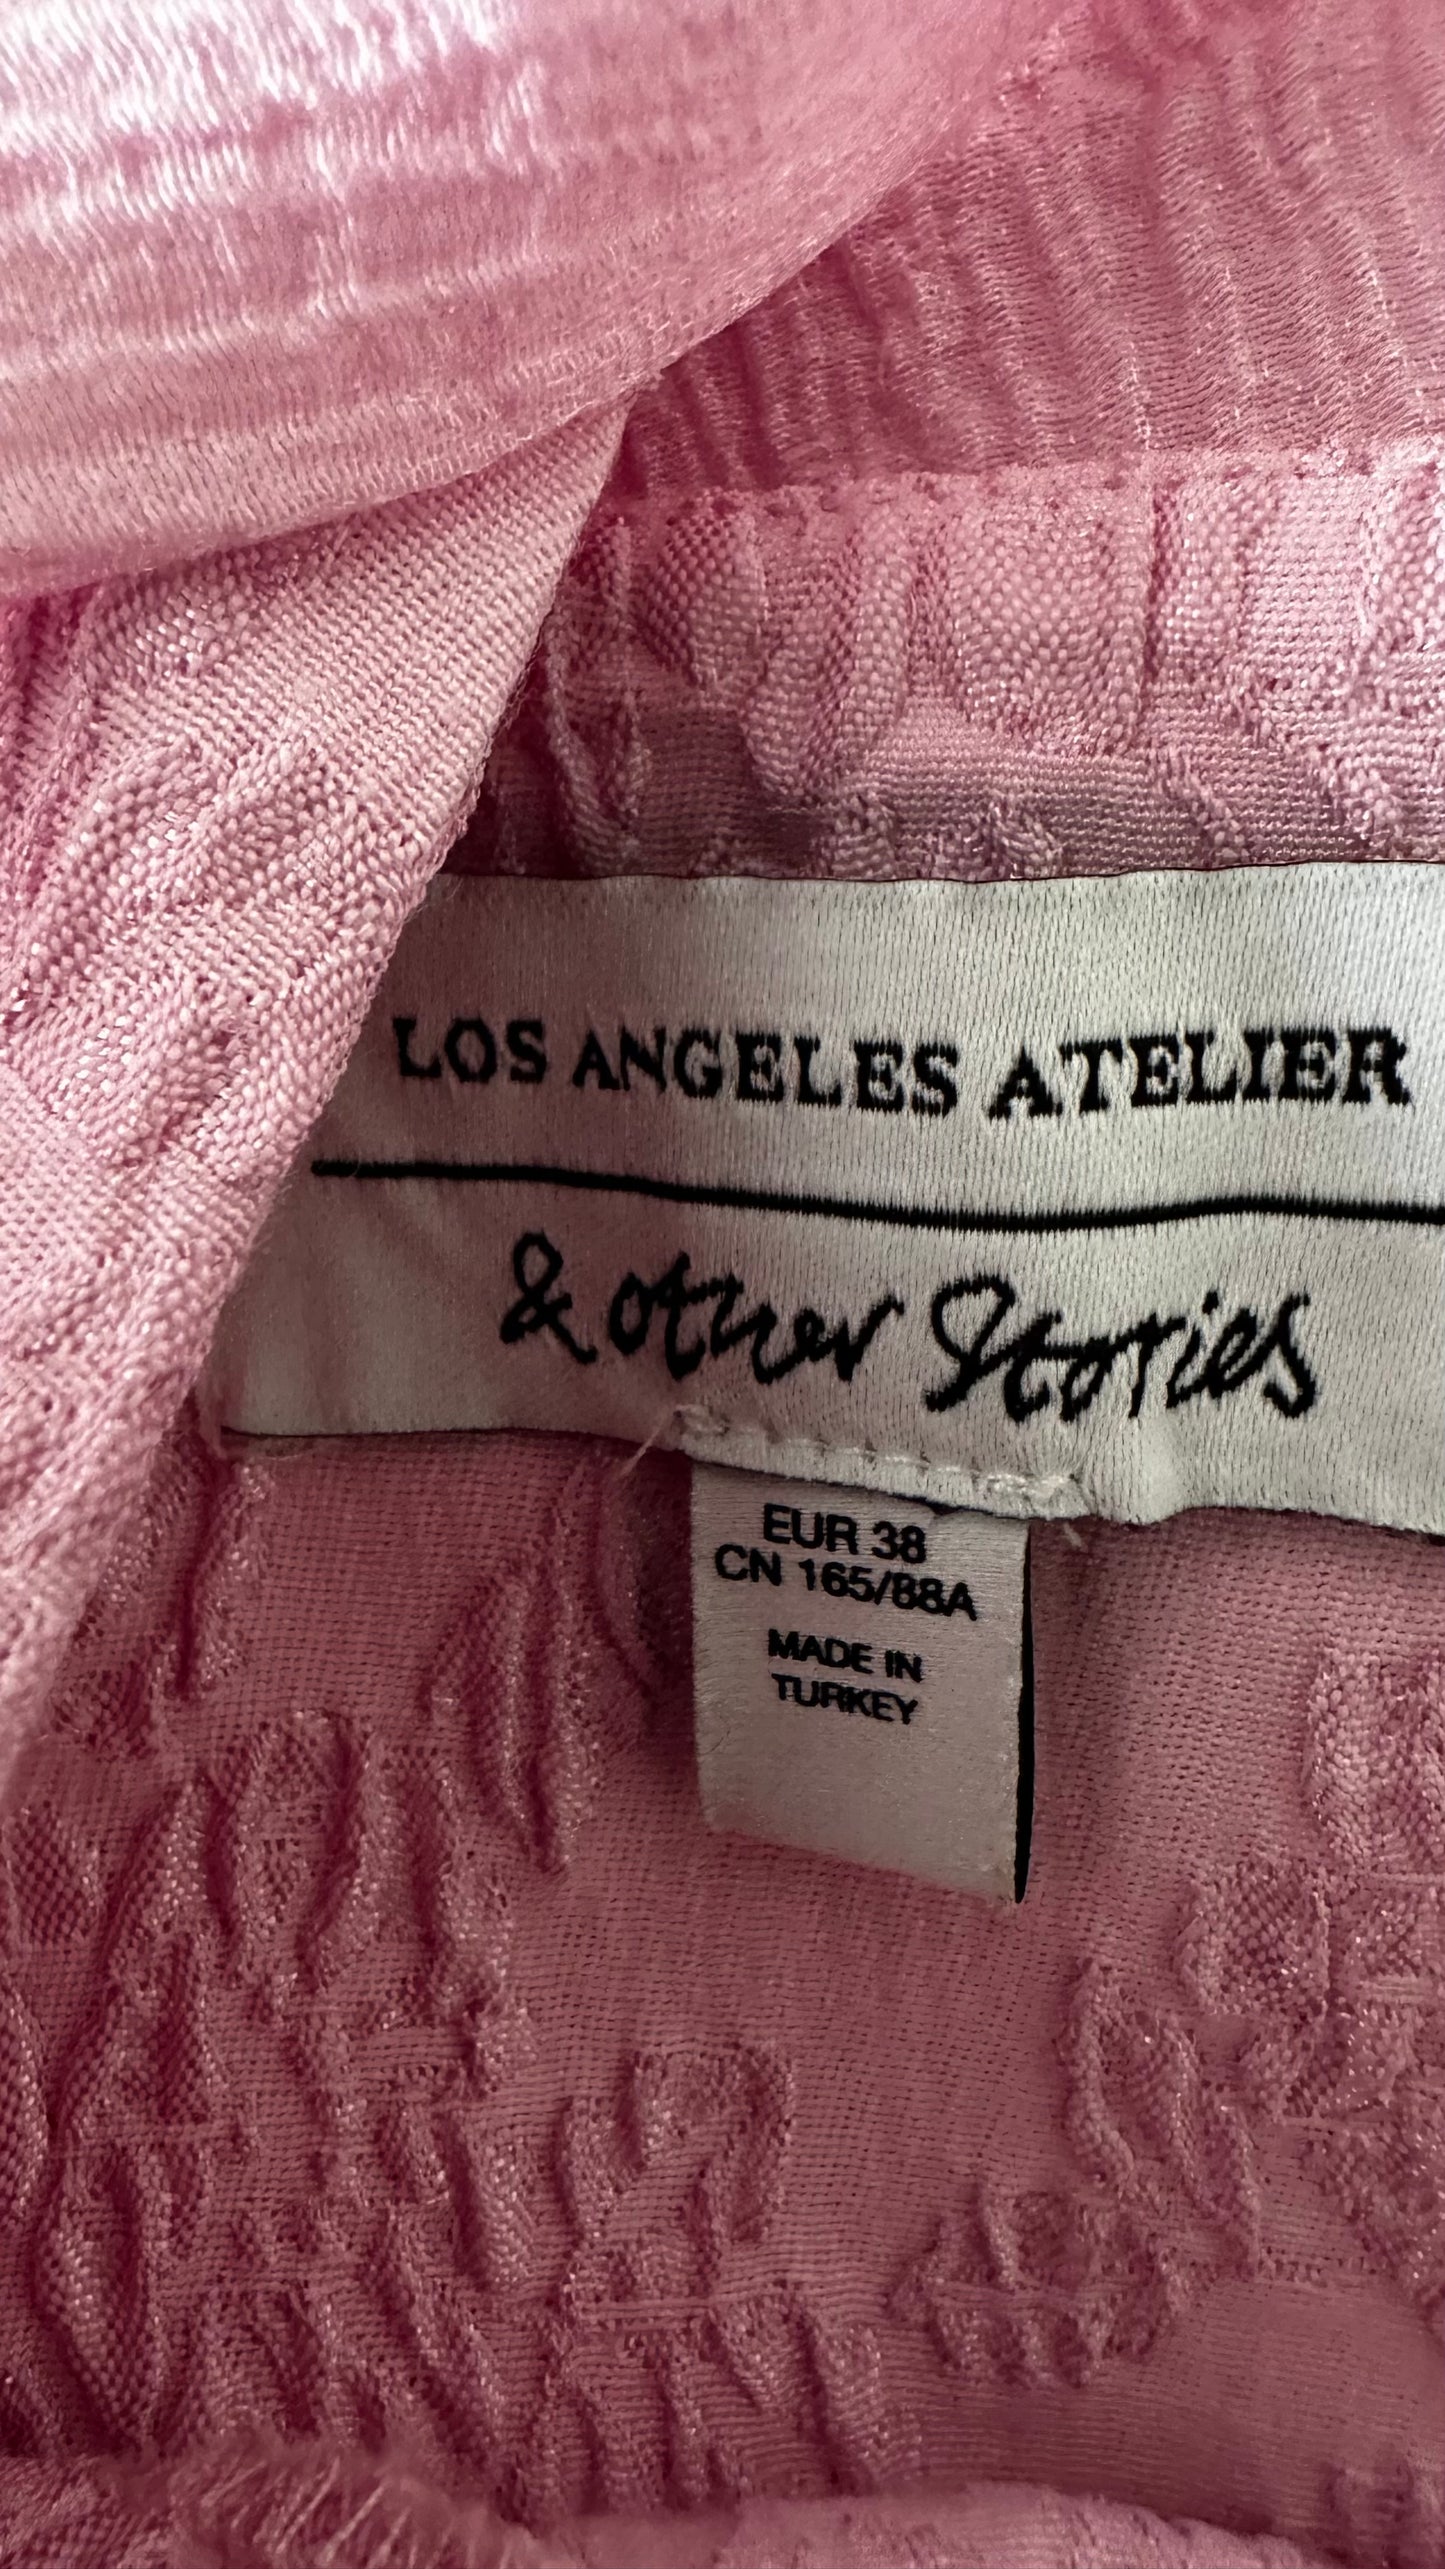 LOS ANGELES ATELIER
& other Stories
EUR 38
CN 165/88A
MADE IN
TURKEY